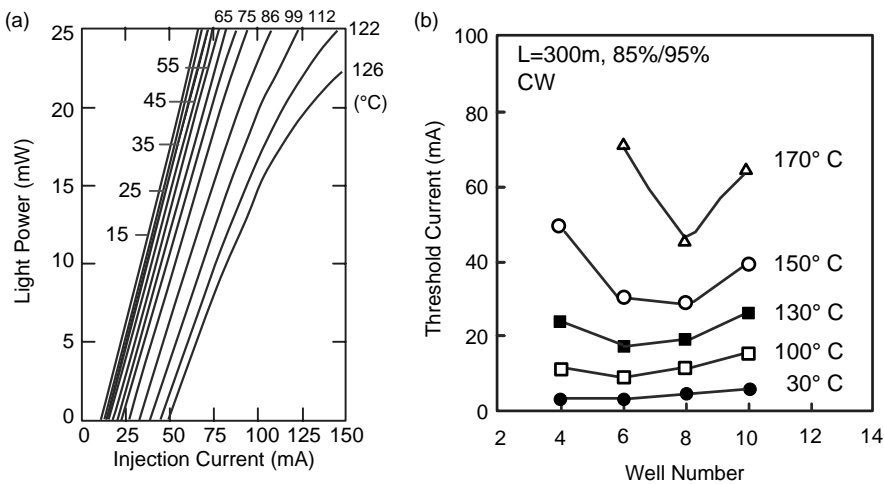 (a)
65 75 86 99 112
122
126
(°C)
55
45
35
25
15
25
20
15
10
5
0
Light Power (mW)
0 25 50 75 100 125 150
Injection Current (mA)
(b)
L=300m, 85%/95%
CW
100
80
60
40
20
0
Threshold Current (mA)
170° C
150° C
130° C
100° C
30° C
2 4 6 8 10 12 14
Well Number